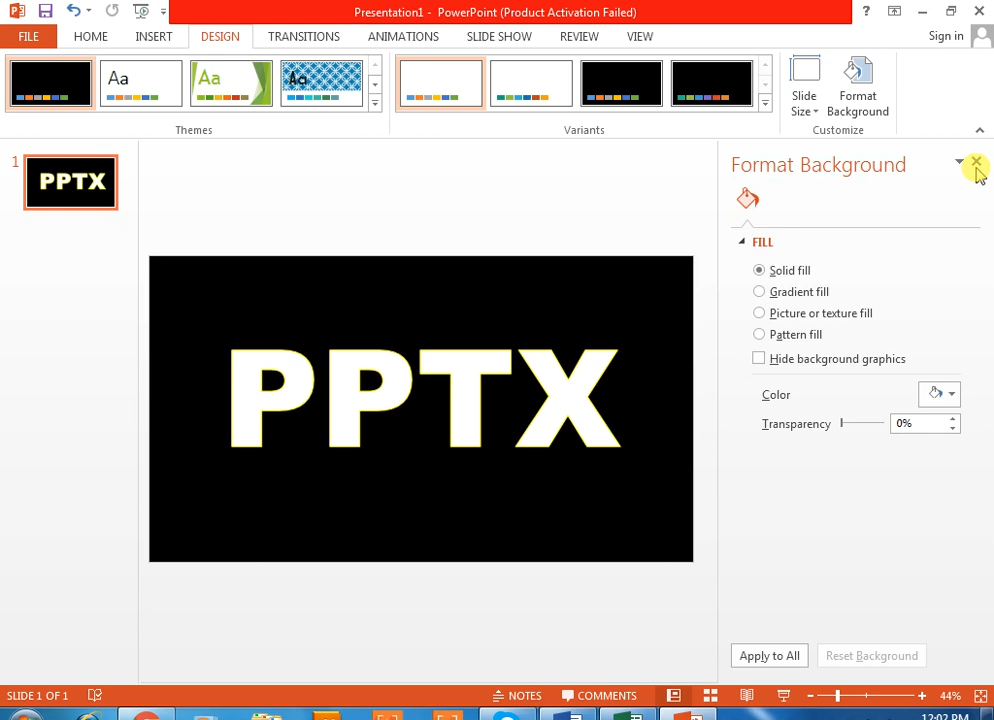 Presentation1 - PowerPoint (Product Activation Failed)
FILE HOME INSERT DESIGN TRANSITIONS ANIMATIONS SLIDE SHOW REVIEW VIEW Sign in
Aa Aa Aa
Slide Size
Format Background
Themes Variants Customize
1
PPTX
Format Background
FILL
Solid fill
Gradient fill
Picture or texture fill
Pattern fill
Hide background graphics
Color
Transparency 0%
PPTX
Apply to All Reset Background
SLIDE 1 OF 1 NOTES COMMENTS 44%
12:02 PM